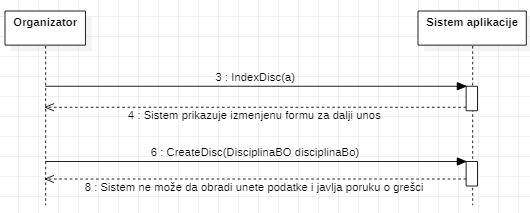 Organizator
Sistem aplikacije
3 : IndexDisc(a)
4 : Sistem prikazuje izmenjenu formu za dalji unos
6 : CreateDisc(DisciplinaBO disciplinaBo)
8 : Sistem ne može da obradi unete podatke i javlja poruku o grešci